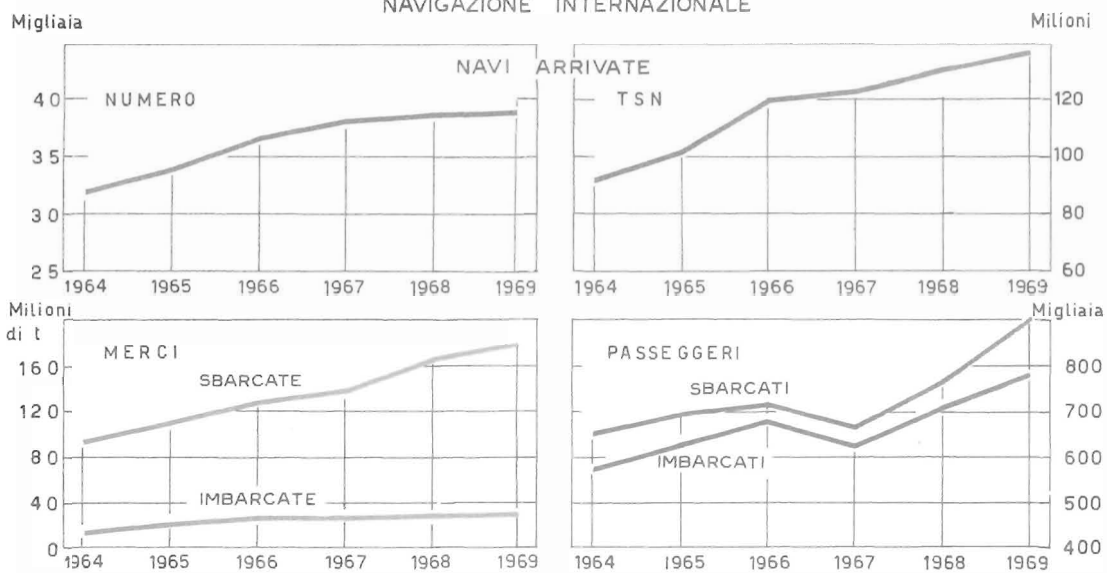 NAVIGAZIONE INTERNAZIONALE
Migliaia
Milioni
NAVI ARRIVATE
NUMERO
40
35
30
25
1964 1965 1966 1967 1968 1969
TSN
120
100
80
60
1964 1965 1966 1967 1968 1969
Milioni
di t
MERCI
SBARCATE
IMBARCATE
160
120
80
40
0
1964 1965 1966 1967 1968 1969
Migliaia
PASSEGGERI
SBARCATI
IMBARCATI
800
700
600
500
400
1964 1965 1966 1967 1968 1969